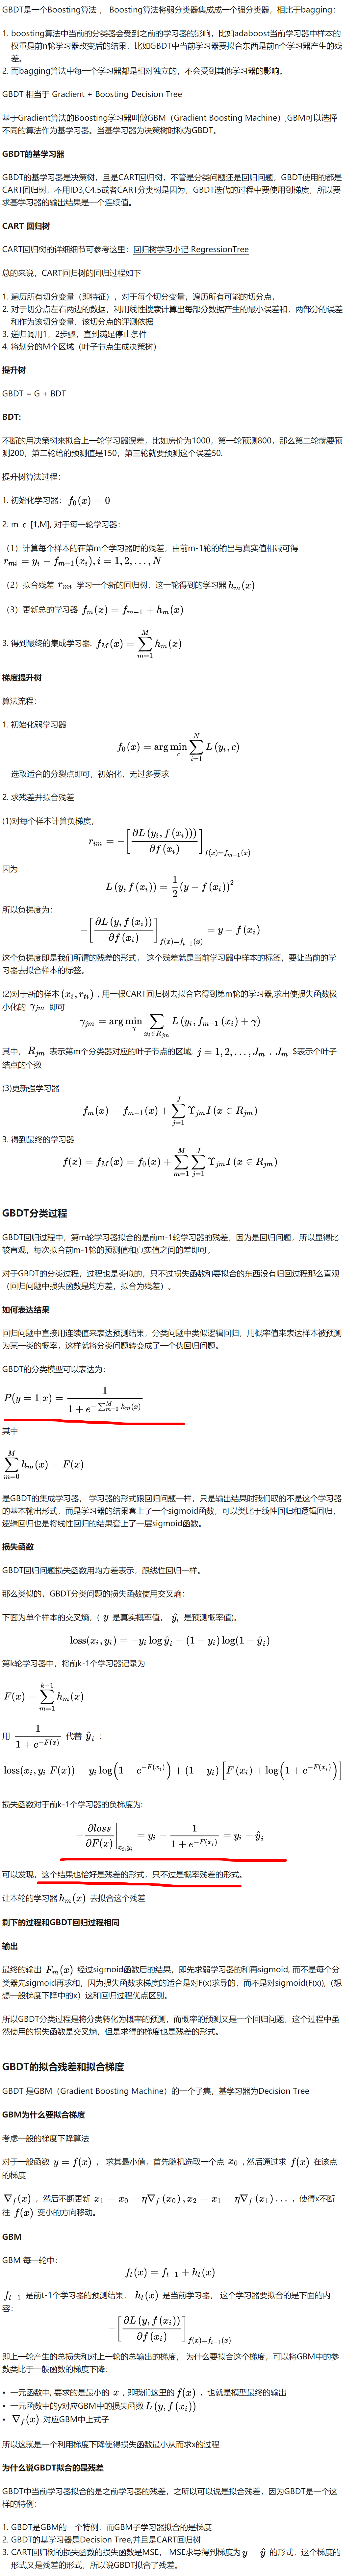 GBDT是一个Boosting算法 ， Boosting算法将弱分类器集成成一个强分类器，相比于bagging：
1. boosting算法中当前的分类器会受到之前的学习器的影响，比如adaboost当前学习器中样本的
权重是前n轮学习器改变后的结果，比如GBDT中当前学习器要拟合东西是前n个学习器产生的残
差。
2. 而bagging算法中每一个学习器都是相对独立的，不会受到其他学习器的影响。
GBDT 相当于 Gradient + Boosting Decision Tree
基于Gradient算法的Boosting学习器叫做GBM（Gradient Boosting Machine）,GBM可以选择
不同的算法作为基学习器。当基学习器为决策树时称为GBDT。
GBDT的基学习器
GBDT的基学习器是决策树，且是CART回归树，不管是分类问题还是回归问题，GBDT使用的都是
CART回归树，不用ID3,C4.5或者CART分类树是因为，GBDT迭代的过程中要使用到梯度，所以要
求基学习器的输出结果是一个连续值。
CART 回归树
CART回归树的详细细节可参考这里：回归树学习小记 RegressionTree
总的来说，CART回归树的回归过程如下
1. 遍历所有切分变量（即特征），对于每个切分变量，遍历所有可能的切分点，
2. 对于切分点左右两边的数据，利用线性搜索计算出每部分数据产生的最小误差和，两部分的误差
和作为该切分变量、该切分点的评测依据
3. 递归调用1，2步骤，直到满足停止条件
4. 将划分的M个区域（叶子节点生成决策树）
提升树
GBDT = G + BDT
BDT:
不断的用决策树来拟合上一轮学习器误差，比如房价为1000，第一轮预测800，那么第二轮就要预
测200，第二轮给的预测值是150，第三轮就要预测这个误差50.
提升树算法过程：
1. 初始化学习器： f_0(x) = 0
2. m ϵ [1,M], 对于每一轮学习器：
（1）计算每个样本的在第m个学习器时的残差，由前m-1轮的输出与真实值相减可得
r_{mi} = y_i − f_{m−1}(x_i), i = 1, 2, ..., N
（2）拟合残差 r_{mi} 学习一个新的回归树，这一轮得到的学习器 h_m(x)
（3）更新总的学习器 f_m(x) = f_{m−1} + h_m(x)
3. 得到最终的集成学习器: f_M(x) = \sum_{m=1}^{M} h_m(x)
梯度提升树
算法流程：
1. 初始化弱学习器
f_0(x) = \arg\min_c \sum_{i=1}^{N} L(y_i, c)
选取适合的分裂点即可，初始化，无过多要求
2. 求残差并拟合残差
(1)对每个样本计算负梯度，
r_{im} = −[∂L(y_i, f(x_i)))/∂f(x_i)]_{f(x)=f_{m−1}(x)}
因为
L(y, f(x_i)) = \frac{1}{2}(y − f(x_i))^2
所以负梯度为：
−[∂L(y, f(x_i))/∂f(x_i)]_{f(x)=f_{t−1}(x)} = y − f(x_i)
这个负梯度即是我们所谓的残差的形式， 这个残差就是当前学习器中样本的标签，要让当前的学
习器去拟合样本的标签。
(2)对于新的样本 (x_i, r_{ti}) , 用一棵CART回归树去拟合它得到第m轮的学习器,求出使损失函数极
小化的 γ_{jm} 即可
γ_{jm} = \arg\min_γ \sum_{x_i∈R_{jm}} L(y_i, f_{m−1}(x_i) + γ)
其中， R_{jm} 表示第m个分类器对应的叶子节点的区域, j = 1, 2, ..., J_m , J_m $表示个叶子
结点的个数
(3)更新强学习器
f_m(x) = f_{m−1}(x) + \sum_{j=1}^{J} Υ_{jm} I(x ∈ R_{jm})
3. 得到最终的学习器
f(x) = f_M(x) = f_0(x) + \sum_{m=1}^{M} \sum_{j=1}^{J} Υ_{jm} I(x ∈ R_{jm})
GBDT分类过程
GBDT回归过程中，第m轮学习器拟合的是前m-1轮学习器的残差，因为是回归问题，所以显得比
较直观，每次拟合前m-1轮的预测值和真实值之间的差即可。
对于GBDT的分类过程，过程也是类似的，只不过损失函数和要拟合的东西没有归回过程那么直观
（回归问题中损失函数是均方差，拟合为残差）。
如何表达结果
回归问题中直接用连续值来表达预测结果，分类问题中类似逻辑回归，用概率值来表达样本被预测
为某一类的概率，这样就将分类问题转变成了一个伪回归问题。
GBDT的分类模型可以表达为：
P(y = 1|x) = \frac{1}{1 + e^{−\sum_{m=0}^{M} h_m(x)}}
其中
\sum_{m=0}^{M} h_m(x) = F(x)
是GBDT的集成学习器， 学习器的形式跟回归问题一样，只是输出结果时我们取的不是这个学习器
的基本输出形式，而是学习器的结果套上了一个sigmoid函数，可以类比于线性回归和逻辑回归，
逻辑回归也是将线性回归的结果套上了一层sigmoid函数。
损失函数
GBDT回归问题损失函数用均方差表示，跟线性回归一样。
那么类似的，GBDT分类问题的损失函数使用交叉熵：
下面为单个样本的交叉熵，( y 是真实概率值， ŷ_i 是预测概率值)。
loss(x_i, y_i) = −y_i log ŷ_i − (1 − y_i) log(1 − ŷ_i)
第k轮学习器中，将前k-1个学习器记录为
F(x) = \sum_{m=1}^{k−1} h_m(x)
用 \frac{1}{1 + e^{−F(x)}} 代替 ŷ_i ：
loss(x_i, y_i|F(x)) = y_i log(1 + e^{−F(x_i)}) + (1 − y_i)[F(x_i) + log(1 + e^{−F(x_i)})]
损失函数对于前k-1个学习器的负梯度为:
−\frac{∂loss}{∂F(x)}|_{x_i,y_i} = y_i − \frac{1}{1 + e^{−F(x_i)}} = y_i − ŷ_i
可以发现，这个结果也恰好是残差的形式，只不过是概率残差的形式。
让本轮的学习器 h_m(x) 去拟合这个残差
剩下的过程和GBDT回归过程相同
输出
最终的输出 F_m(x) 经过sigmoid函数后的结果，即先求弱学习器的和再sigmoid, 而不是每个分
类器先sigmoid再求和，因为损失函数求梯度的适合是对F(x)求导的，而不是对sigmoid(F(x)),（想
想一般梯度下降中的x）这和回归过程优点区别。
所以GBDT分类过程是将分类转化为概率的预测，而概率的预测又是一个回归问题，这个过程中虽
然使用的损失函数是交叉熵，但是求得的梯度也是残差的形式。
GBDT的拟合残差和拟合梯度
GBDT 是GBM（Gradient Boosting Machine）的一个子集，基学习器为Decision Tree
GBM为什么要拟合梯度
考虑一般的梯度下降算法
对于一般函数 y = f(x) ， 求其最小值，首先随机选取一个点 x_0 , 然后通过求 f(x) 在该点
的梯度
∇_f(x) ，然后不断更新 x_1 = x_0 − η∇_f(x_0), x_2 = x_1 − η∇_f(x_1)... ，使得x不断
往 f(x) 变小的方向移动。
GBM
GBM 每一轮中：
f_t(x) = f_{t−1} + h_t(x)
f_{t−1} 是前t-1个学习器的预测结果， h_t(x) 是当前学习器， 这个学习器要拟合的是下面的内
容：
−[∂L(y, f(x_i))/∂f(x_i)]_{f(x)=f_{t−1}(x)}
即上一轮产生的总损失和对上一轮的总输出的梯度， 为什么要拟合这个梯度，可以将GBM中的参
数类比于一般函数的梯度下降：
• 一元函数中, 要求的是最小的 x , 即我们这里的 f(x) ，也就是模型最终的输出
• 一元函数中的y对应GBM中的损失函数 L(y, f(x_i))
• ∇_f(x) 对应GBM中上式子
所以这就是一个利用梯度下降使得损失函数最小从而求x的过程
为什么说GBDT拟合的是残差
GBDT中当前学习器拟合的是之前学习器的残差，之所以可以说是拟合残差，因为GBDT是一个这
样的特例：
1. GBDT是GBM的一个特例，而GBM子学习器拟合的是梯度
2. GBDT的基学习器是Decision Tree,并且是CART回归树
3. CART回归树的损失函数的损失函数是MSE， MSE求导得到梯度为 y − ŷ 的形式，这个梯度的
形式又是残差的形式，所以说GBDT拟合了残差。